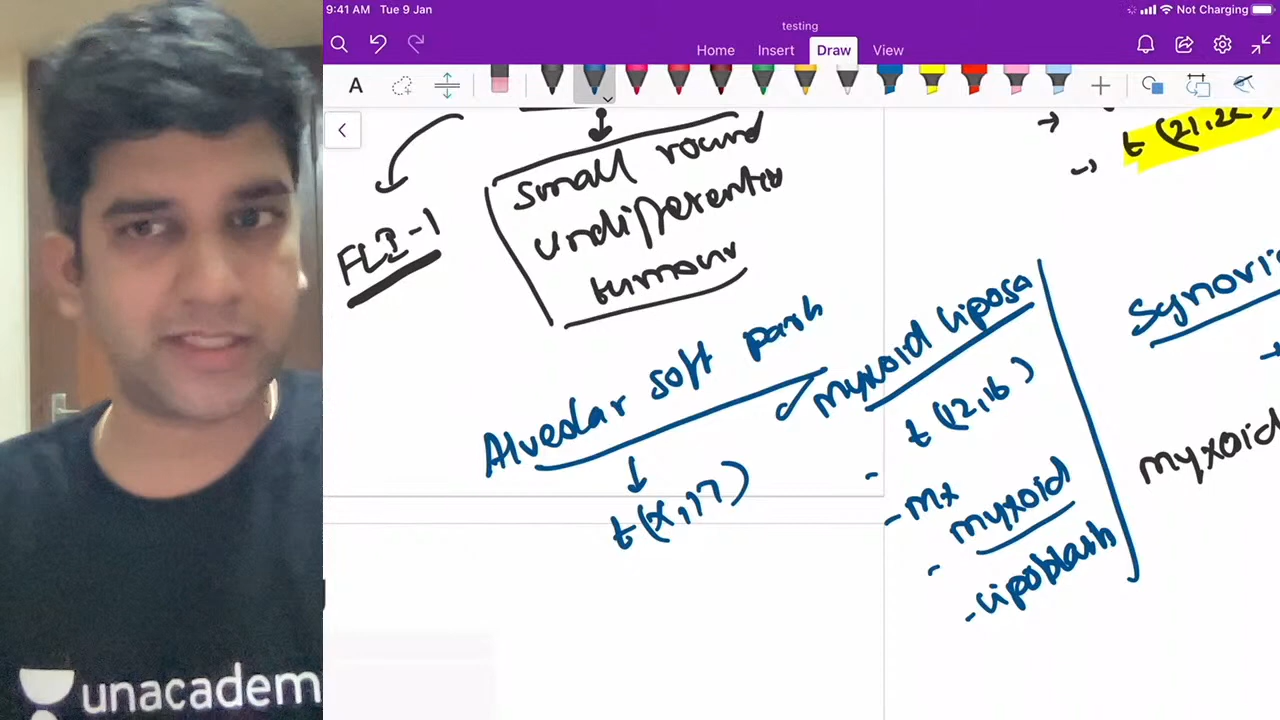 9:41 AM Tue 9 Jan
Not Charging
testing
Home Insert Draw View
A
t (21,22)
small round
undifferentia
tumour
FLI-1
Alveolar soft part
t(x,17)
myxoid liposa
t (12,16)
- mx
myxoid
- lipoblash
Synovi
myxoid
unacadem